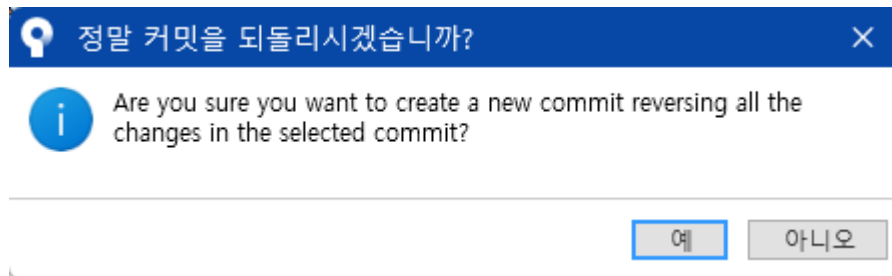 정말 커밋을 되돌리시겠습니까?
Are you sure you want to create a new commit reversing all the
changes in the selected commit?
예
아니오